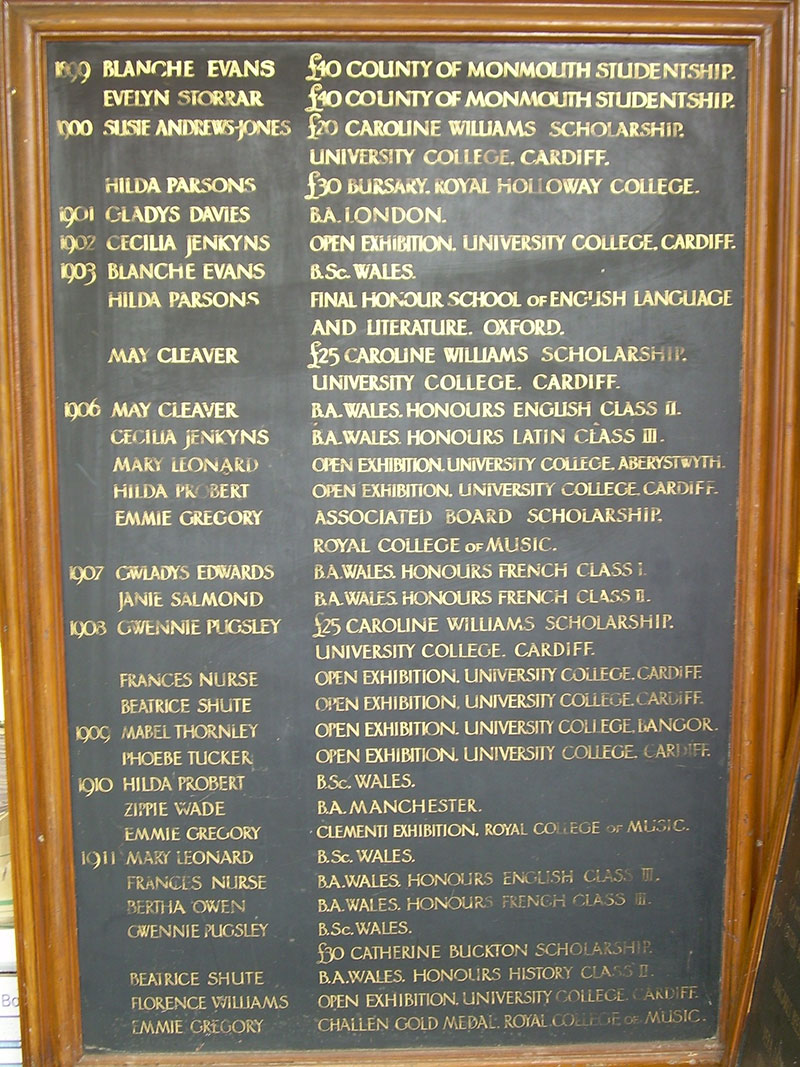 1899 BLANCHE EVANS £40 COUNTY OF MONMOUTH STUDENTSHIP.
EVELYN STORRAR £40 COUNTY OF MONMOUTH STUDENTSHIP.
1900 SUSIE ANDREWS-JONES £20 CAROLINE WILLIAMS SCHOLARSHIP.
UNIVERSITY COLLEGE. CARDIFF.
HILDA PARSONS £30 BURSARY. ROYAL HOLLOWAY COLLEGE.
1901 GLADYS DAVIES B.A. LONDON.
1902 CECILIA JENKYNS OPEN EXHIBITION. UNIVERSITY COLLEGE. CARDIFF.
1903 BLANCHE EVANS B.Sc. WALES.
HILDA PARSONS FINAL HONOUR SCHOOL OF ENGLISH LANGUAGE
AND LITERATURE. OXFORD.
MAY CLEAVER £25 CAROLINE WILLIAMS SCHOLARSHIP.
UNIVERSITY COLLEGE. CARDIFF.
1906 MAY CLEAVER B.A. WALES. HONOURS ENGLISH CLASS II.
CECILIA JENKYNS B.A. WALES. HONOURS LATIN CLASS III.
MARY LEONARD OPEN EXHIBITION. UNIVERSITY COLLEGE. ABERYSTWYTH.
HILDA PROBERT OPEN EXHIBITION. UNIVERSITY COLLEGE. CARDIFF.
EMMIE GREGORY ASSOCIATED BOARD SCHOLARSHIP.
ROYAL COLLEGE OF MUSIC.
1907 GWLADYS EDWARDS B.A. WALES. HONOURS FRENCH CLASS I.
JANIE SALMOND B.A. WALES. HONOURS FRENCH CLASS II.
1908 GWENNIE PUGSLEY £25 CAROLINE WILLIAMS SCHOLARSHIP.
UNIVERSITY COLLEGE. CARDIFF.
FRANCES NURSE OPEN EXHIBITION. UNIVERSITY COLLEGE. CARDIFF.
BEATRICE SHUTE OPEN EXHIBITION. UNIVERSITY COLLEGE. CARDIFF.
1909 MABEL THORNLEY OPEN EXHIBITION. UNIVERSITY COLLEGE. BANGOR.
PHOEBE TUCKER OPEN EXHIBITION. UNIVERSITY COLLEGE. CARDIFF.
1910 HILDA PROBERT B.Sc. WALES.
ZIPPIE WADE B.A. MANCHESTER.
EMMIE GREGORY CLEMENTI EXHIBITION. ROYAL COLLEGE OF MUSIC.
1911 MARY LEONARD B.Sc. WALES.
FRANCES NURSE B.A. WALES. HONOURS ENGLISH CLASS III.
BERTHA OWEN B.A. WALES. HONOURS FRENCH CLASS III.
GWENNIE PUGSLEY B.Sc. WALES.
£30 CATHERINE BUCKTON SCHOLARSHIP.
BEATRICE SHUTE B.A. WALES. HONOURS HISTORY CLASS II.
FLORENCE WILLIAMS OPEN EXHIBITION. UNIVERSITY COLLEGE. CARDIFF.
EMMIE GREGORY CHALLEN GOLD MEDAL. ROYAL COLLEGE OF MUSIC.